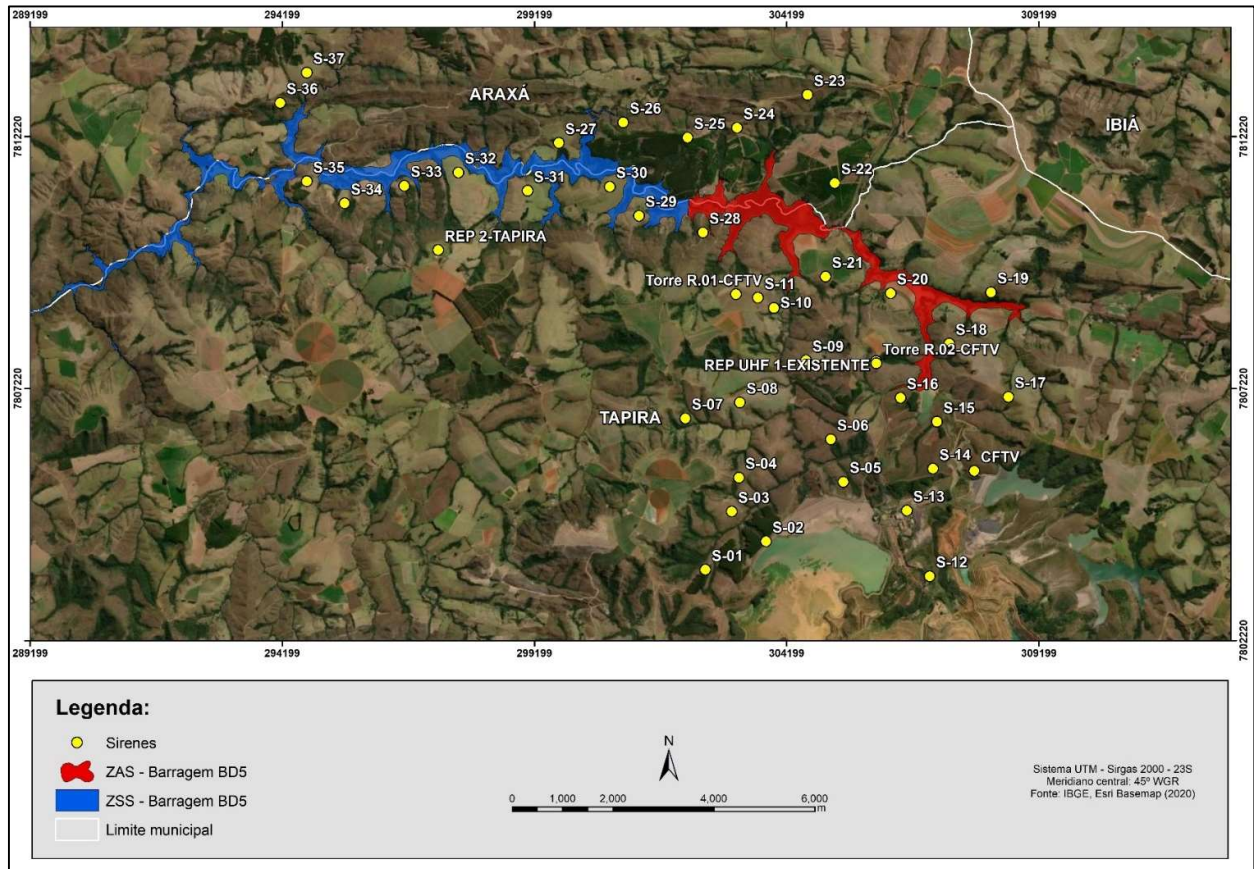 289199 294199 299199 304199 309199
7812220 7812220
7807220 7807220
7802220 7802220
S-37
S-36
ARAXÁ
S-23
S-26
S-24
S-25
S-27
IBIÁ
S-22
S-35
S-34
S-33
S-32
S-31
S-30
S-29
S-28
REP 2-TAPIRA
S-21
S-20
S-19
Torre R.01-CFTV
S-11
S-10
S-18
S-09
Torre R.02-CFTV
REP UHF 1-EXISTENTE
S-16
S-17
S-08
S-07
TAPIRA
S-15
S-06
S-14
CFTV
S-04
S-05
S-03
S-13
S-02
S-01
S-12
289199 294199 299199 304199 309199
Legenda:
Sirenes
ZAS - Barragem BD5
ZSS - Barragem BD5
Limite municipal
N
0 1,000 2,000 4,000 6,000
m
Sistema UTM - Sirgas 2000 - 23S
Meridiano central: 45º WGR
Fonte: IBGE, Esri Basemap (2020)